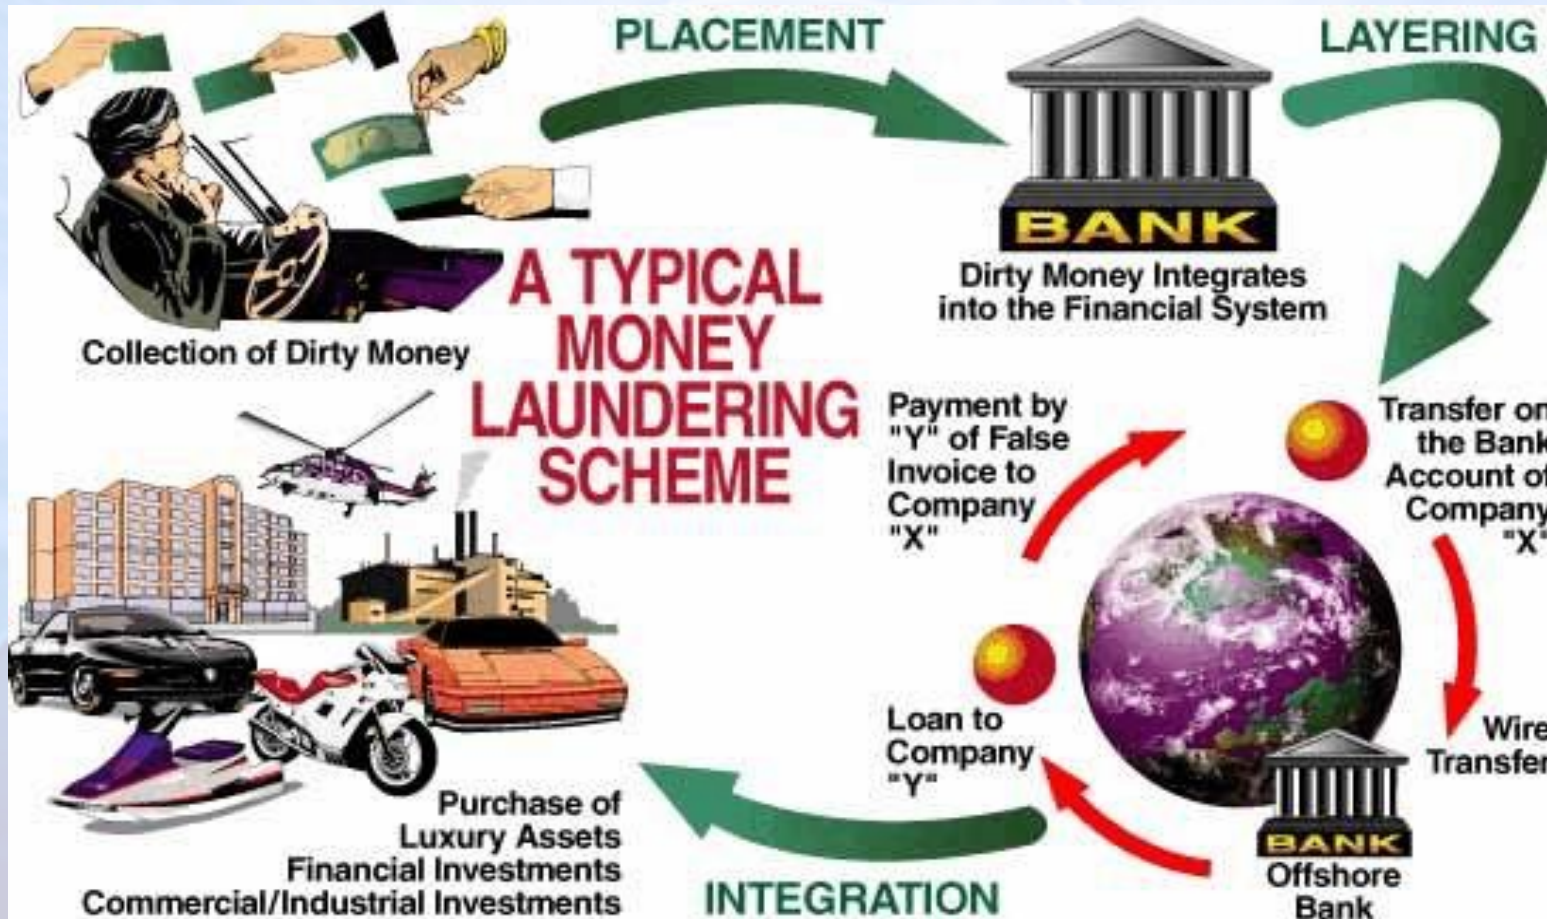 PLACEMENT
LAYERING
BANK
Dirty Money Integrates
into the Financial System
Collection of Dirty Money
A TYPICAL
MONEY
LAUNDERING
SCHEME
Payment by
"Y" of False
Invoice to
Company
"X"
Transfer on
the Bank
Account of
Company
"X"
Wire
Transfer
Loan to
Company
"Y"
BANK
Offshore
Bank
Purchase of
Luxury Assets
Financial Investments
Commercial/Industrial Investments
INTEGRATION